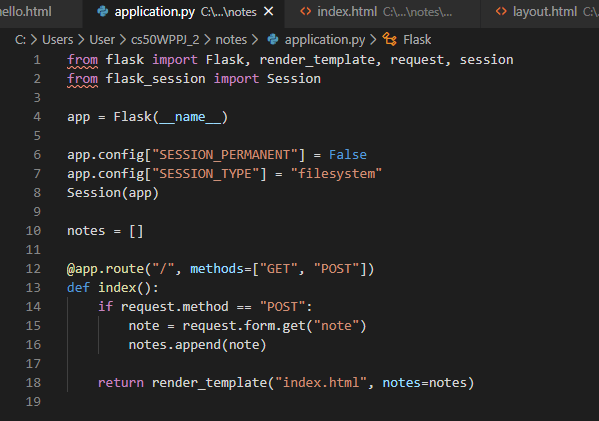 hello.html application.py C:\...\notes index.html C:\...\notes\... layout.html C:\...\n
C: > Users > User > cs50WPPJ_2 > notes > application.py > Flask
1 from flask import Flask, render_template, request, session
2 from flask_session import Session
3
4 app = Flask(__name__)
5
6 app.config["SESSION_PERMANENT"] = False
7 app.config["SESSION_TYPE"] = "filesystem"
8 Session(app)
9
10 notes = []
11
12 @app.route("/", methods=["GET", "POST"])
13 def index():
14     if request.method == "POST":
15         note = request.form.get("note")
16         notes.append(note)
17
18     return render_template("index.html", notes=notes)
19